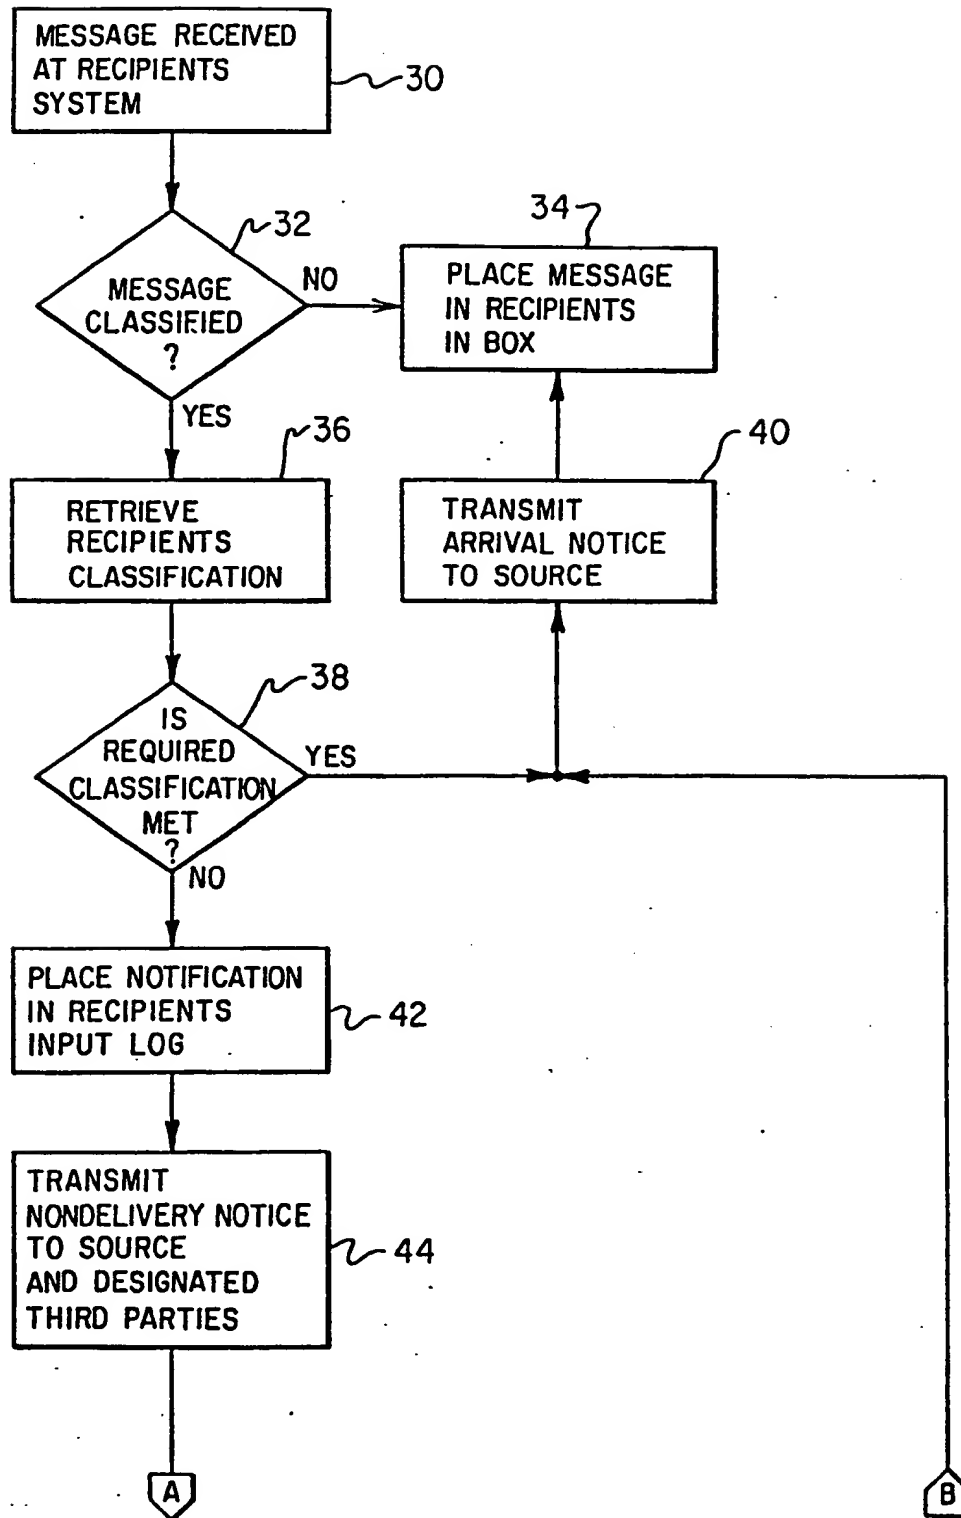 MESSAGE RECEIVED
AT RECIPIENTS
SYSTEM
30
32
MESSAGE
CLASSIFIED
?
NO
YES
34
PLACE MESSAGE
IN RECIPIENTS
IN BOX
36
RETRIEVE
RECIPIENTS
CLASSIFICATION
40
TRANSMIT
ARRIVAL NOTICE
TO SOURCE
38
IS
REQUIRED
CLASSIFICATION
MET
?
YES
NO
PLACE NOTIFICATION
IN RECIPIENTS
INPUT LOG
42
TRANSMIT
NONDELIVERY NOTICE
TO SOURCE
AND DESIGNATED
THIRD PARTIES
44
A
B